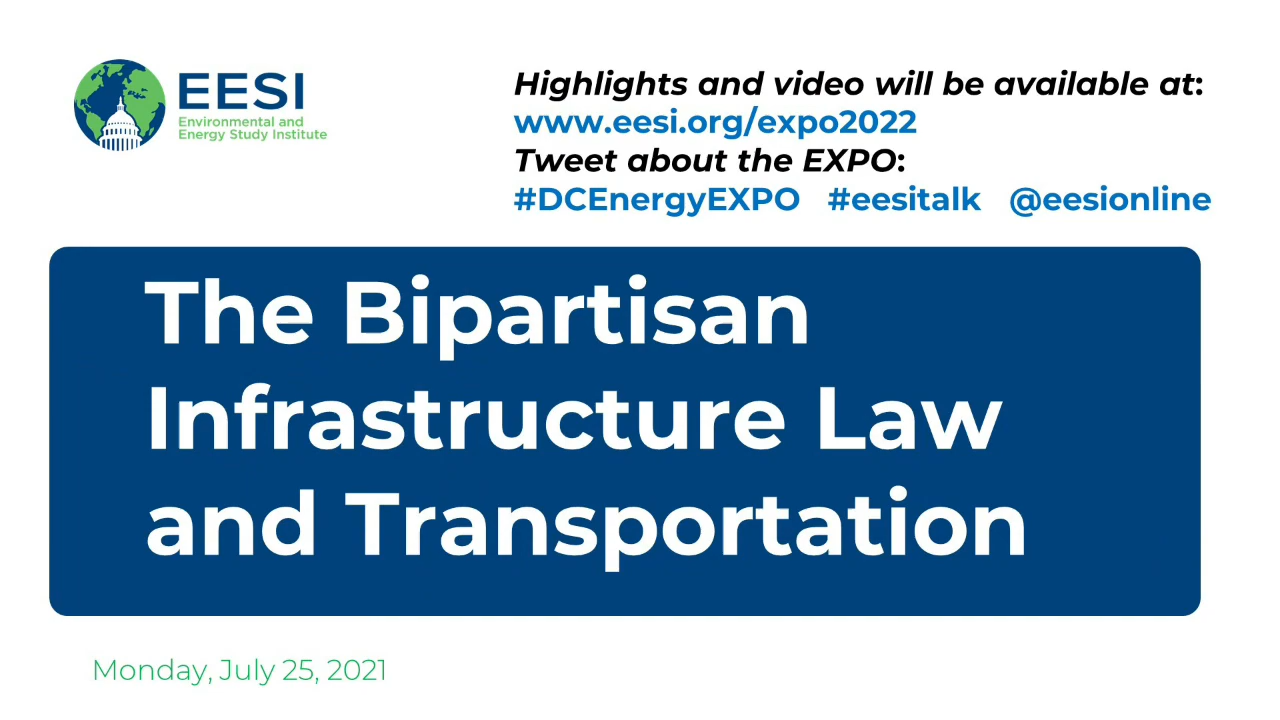 EESI
Environmental and
Energy Study Institute
Highlights and video will be available at:
www.eesi.org/expo2022
Tweet about the EXPO:
#DCEnergyEXPO #eesitalk @eesionline
The Bipartisan
Infrastructure Law
and Transportation
Monday, July 25, 2021